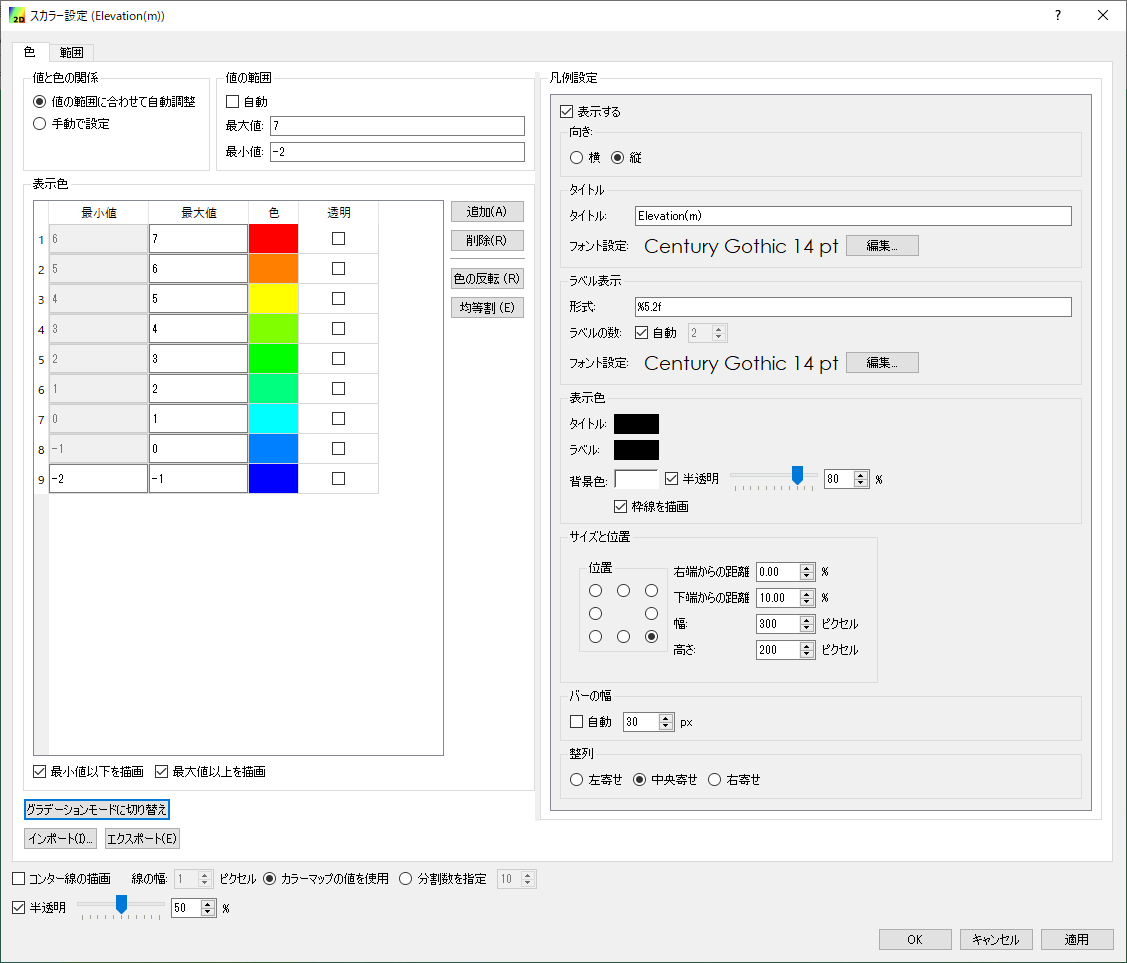 2D スカラー設定 (Elevation(m)) ?
色 範囲
値と色の関係
値の範囲に合わせて自動調整
手動で設定
値の範囲
自動
最大値: 7
最小値: -2
表示色
最小値 最大値 色 透明
1 6 7
2 5 6
3 4 5
4 3 4
5 2 3
6 1 2
7 0 1
8 -1 0
9 -2 -1
追加(A)
削除(R)
色の反転 (R)
均等割 (E)
最小値以下を描画 最大値以上を描画
グラデーションモードに切り替え
インポート(I)... エクスポート(E)
凡例設定
表示する
向き:
横 縦
タイトル
タイトル: Elevation(m)
フォント設定: Century Gothic 14 pt 編集...
ラベル表示
形式: %5.2f
ラベルの数: 自動 2
フォント設定: Century Gothic 14 pt 編集...
表示色
タイトル:
ラベル:
背景色: 半透明 80 %
枠線を描画
サイズと位置
位置
右端からの距離 0.00 %
下端からの距離 10.00 %
幅: 300 ピクセル
高さ: 200 ピクセル
バーの幅
自動 30 px
整列
左寄せ 中央寄せ 右寄せ
コンター線の描画 線の幅: 1 ピクセル カラーマップの値を使用 分割数を指定 10
半透明 50 %
OK キャンセル 適用